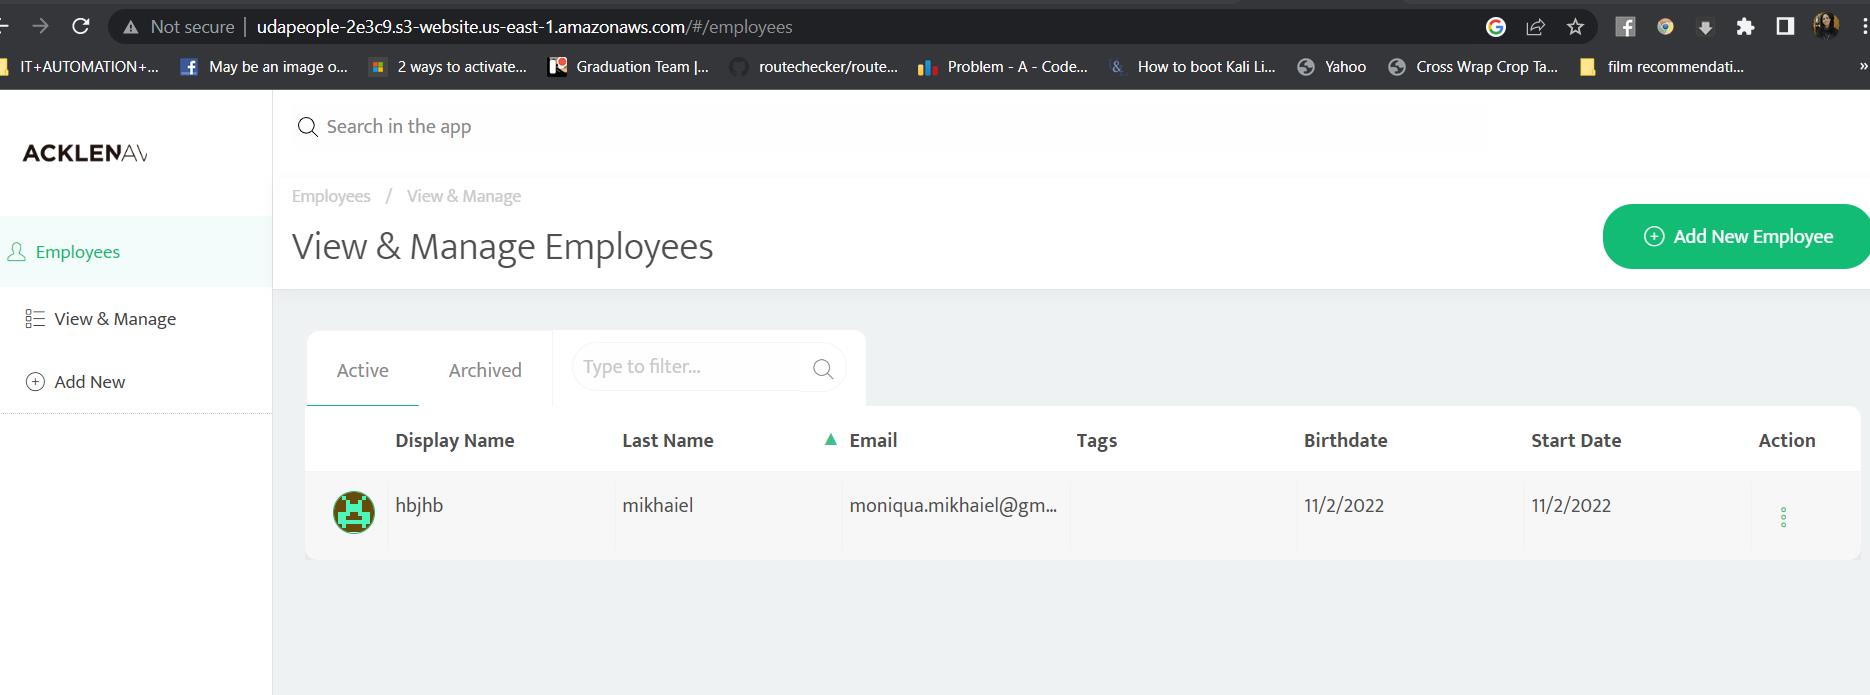 Not secure | udapeople-2e3c9.s3-website.us-east-1.amazonaws.com/#/employees
IT+AUTOMATION+... May be an image o... 2 ways to activate... Graduation Team |... routechecker/route... Problem - A - Code... How to boot Kali Li... Yahoo Cross Wrap Crop Ta... film recommendati... »
Search in the app
ACKLENAV
Employees / View & Manage
View & Manage Employees
Add New Employee
Employees
View & Manage
Add New
Active Archived Type to filter...
Display Name Last Name Email Tags Birthdate Start Date Action
hbjhb mikhaiel moniqua.mikhaiel@gm... 11/2/2022 11/2/2022